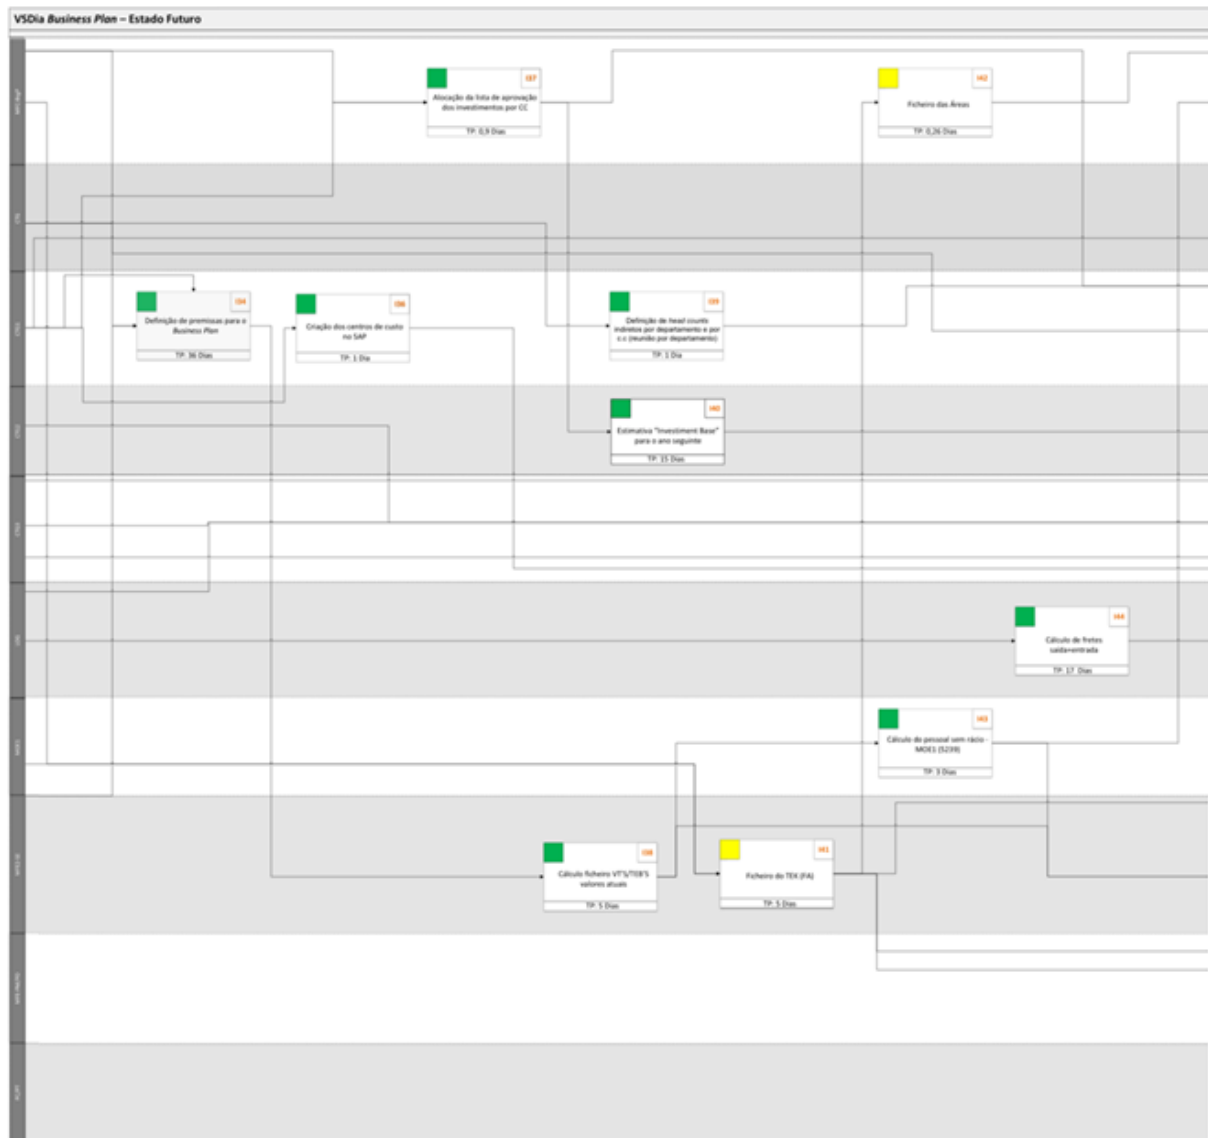 VSDia Business Plan – Estado Futuro
I37
Alocação da lista de aprovação
dos investimentos por CC
TP: 0,9 Dias
I42
Ficheiro das Áreas
TP: 0,26 Dias
I34
Definição de premissas para o
Business Plan
TP: 36 Dias
I36
Criação dos centros de custo
no SAP
TP: 1 Dia
I39
Definição de head counts
indiretos por departamento e por
c.c (reunião por departamento)
TP: 1 Dia
I40
Estimativa "Investiment Base"
para o ano seguinte
TP: 15 Dias
I44
Cálculo de fretes
saída+entrada
TP: 17 Dias
I43
Cálculo do pessoal sem rácio -
MOE1 (5239)
TP: 3 Dias
I38
Cálculo ficheiro VT'S/TEB'S
valores atuais
TP: 5 Dias
I41
Ficheiro do TEK (FA)
TP: 5 Dias